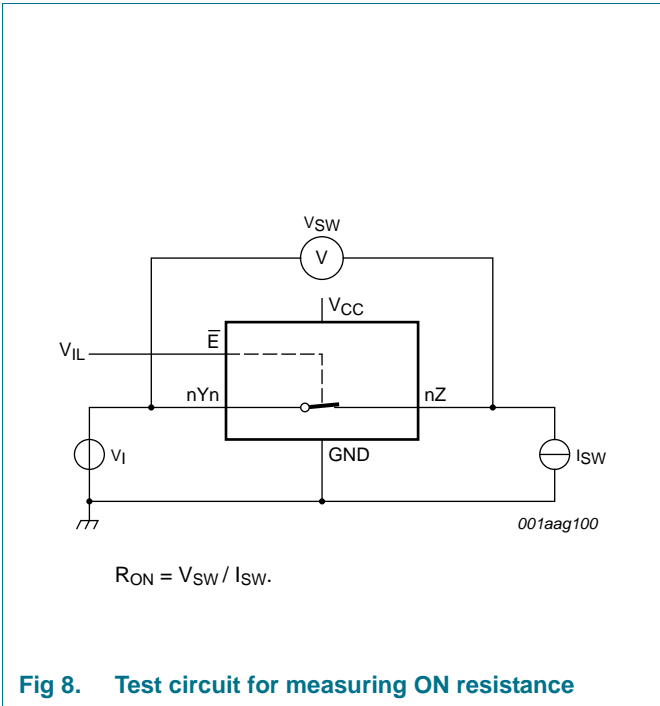 VSW
V
VCC
E̅
VIL
nYn
nZ
VI
GND
ISW
001aag100
RON = VSW / ISW.
Fig 8. Test circuit for measuring ON resistance